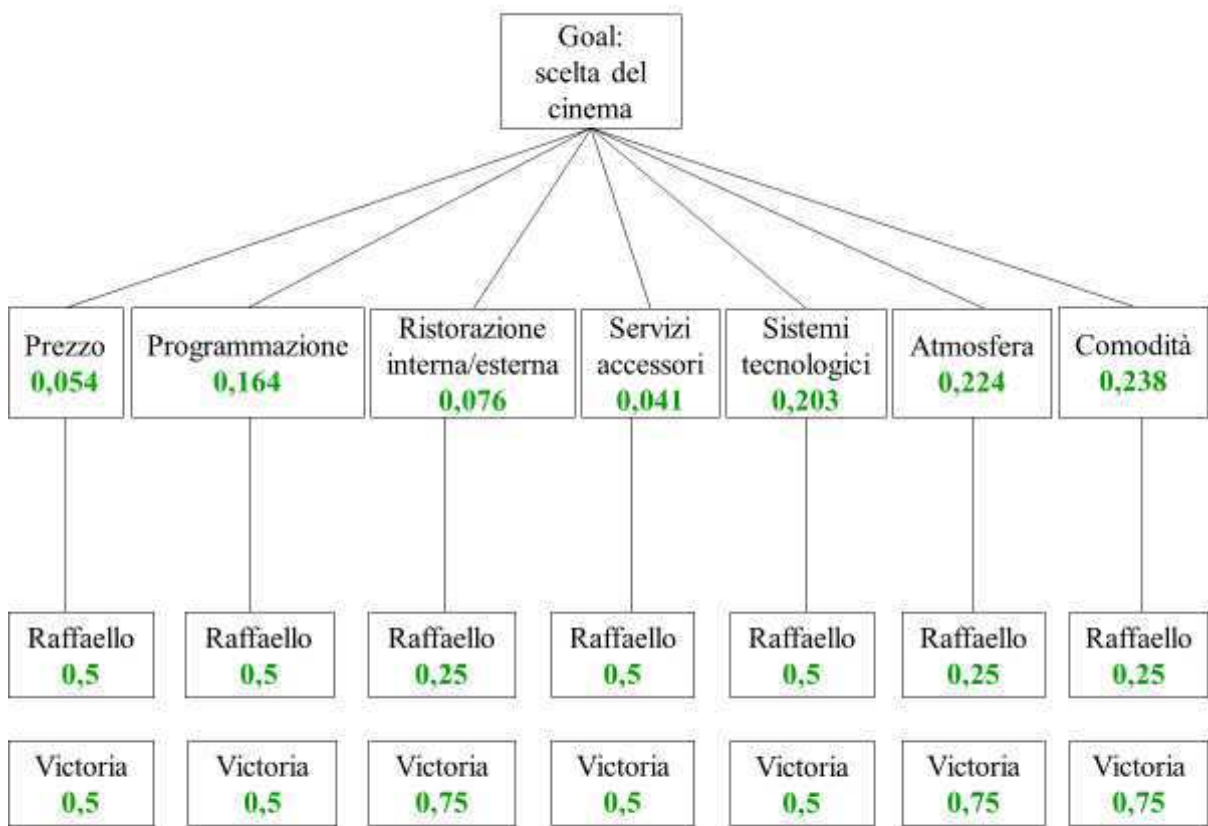 Goal:
scelta del
cinema
Prezzo
0,054
Programmazione
0,164
Ristorazione
interna/esterna
0,076
Servizi
accessori
0,041
Sistemi
tecnologici
0,203
Atmosfera
0,224
Comodità
0,238
Raffaello
0,5
Raffaello
0,5
Raffaello
0,25
Raffaello
0,5
Raffaello
0,5
Raffaello
0,25
Raffaello
0,25
Victoria
0,5
Victoria
0,5
Victoria
0,75
Victoria
0,5
Victoria
0,5
Victoria
0,75
Victoria
0,75